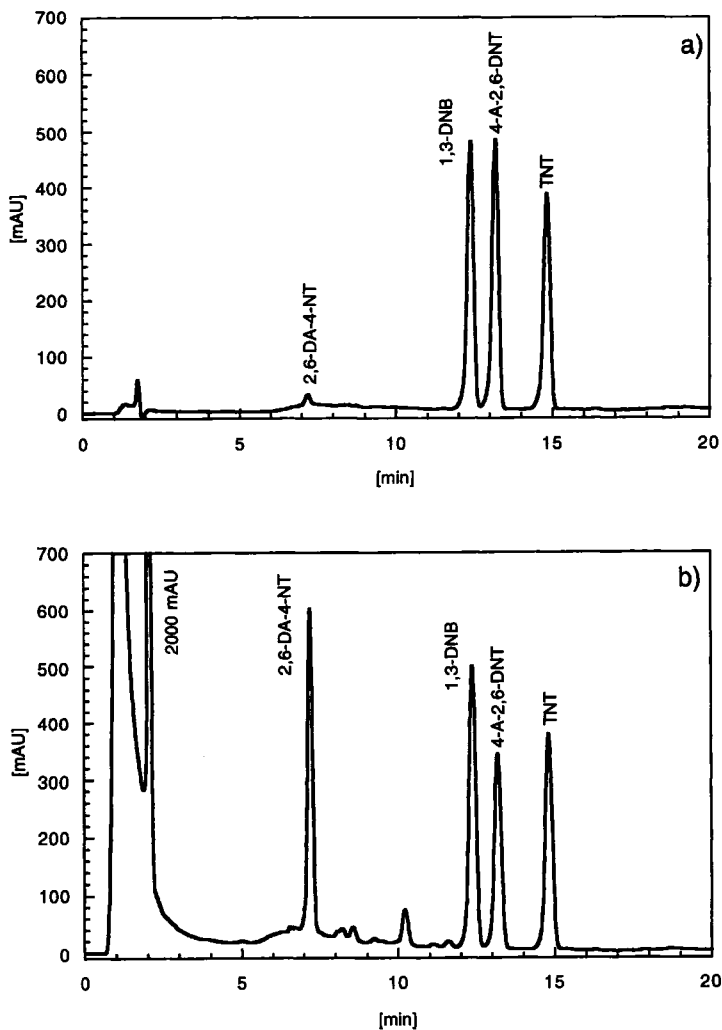 a)
700
600
500
400
300
200
100
0
[mAU]
2,6-DA-4-NT
1,3-DNB
4-A-2,6-DNT
TNT
0 5 10 15 20
[min]
b)
700
600
500
400
300
200
100
0
[mAU]
2000 mAU
2,6-DA-4-NT
1,3-DNB
4-A-2,6-DNT
TNT
0 5 10 15 20
[min]